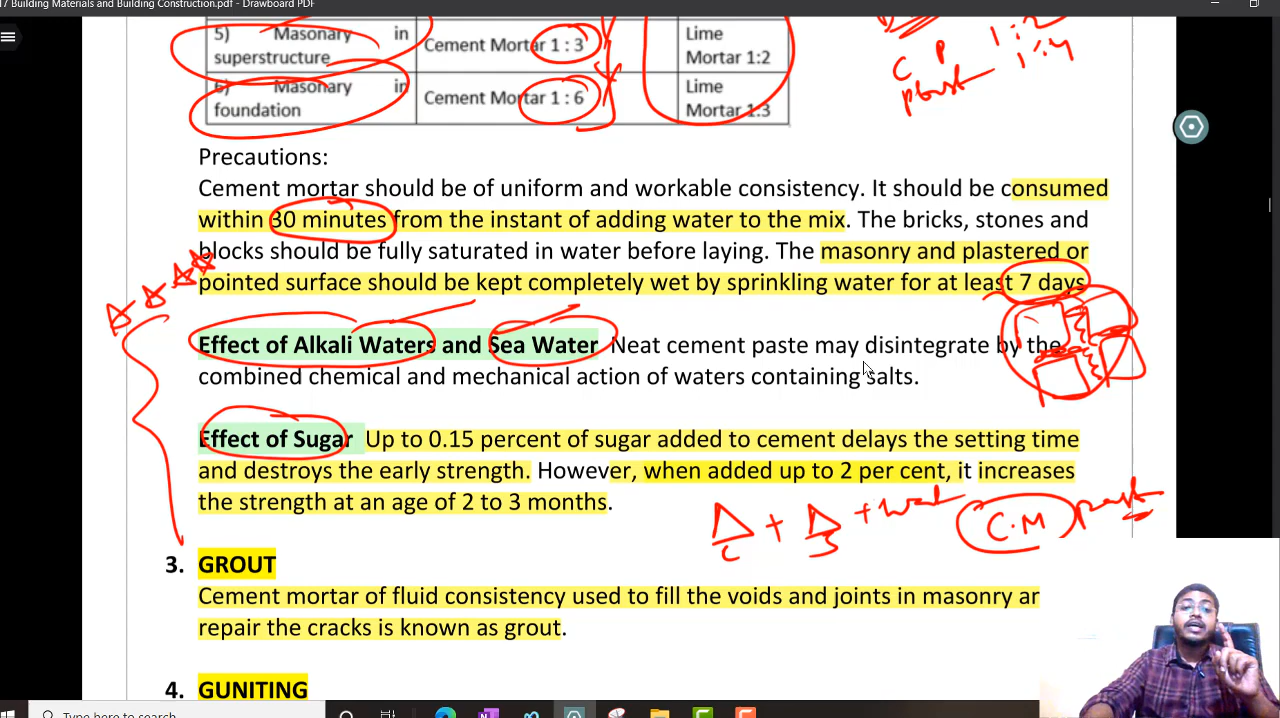 17 Building Materials and Building Construction.pdf - Drawboard PDF
5) Masonary in superstructure
Cement Mortar 1 : 3
Lime Mortar 1:2
6) Masonary in foundation
Cement Mortar 1 : 6
Lime Mortar 1:3
1:2
C P 1:4
Precautions:
Cement mortar should be of uniform and workable consistency. It should be consumed
within 30 minutes from the instant of adding water to the mix. The bricks, stones and
blocks should be fully saturated in water before laying. The masonry and plastered or
pointed surface should be kept completely wet by sprinkling water for at least 7 days
Effect of Alkali Waters and Sea Water Neat cement paste may disintegrate by the
combined chemical and mechanical action of waters containing salts.
Effect of Sugar Up to 0.15 percent of sugar added to cement delays the setting time
and destroys the early strength. However, when added up to 2 per cent, it increases
the strength at an age of 2 to 3 months.
C + S + wat C.M past
3. GROUT
Cement mortar of fluid consistency used to fill the voids and joints in masonry ar
repair the cracks is known as grout.
4. GUNITING
Type here to search